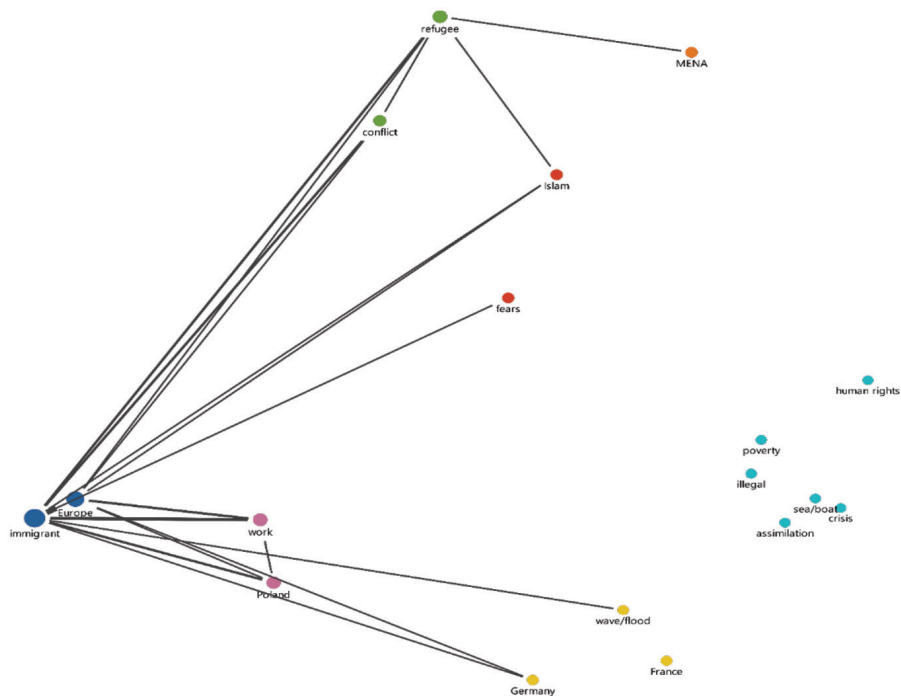 refugee
MENA
conflict
Islam
fears
human rights
poverty
illegal
Europe
sea/boat
crisis
immigrant
work
assimilation
Poland
wave/flood
France
Germany